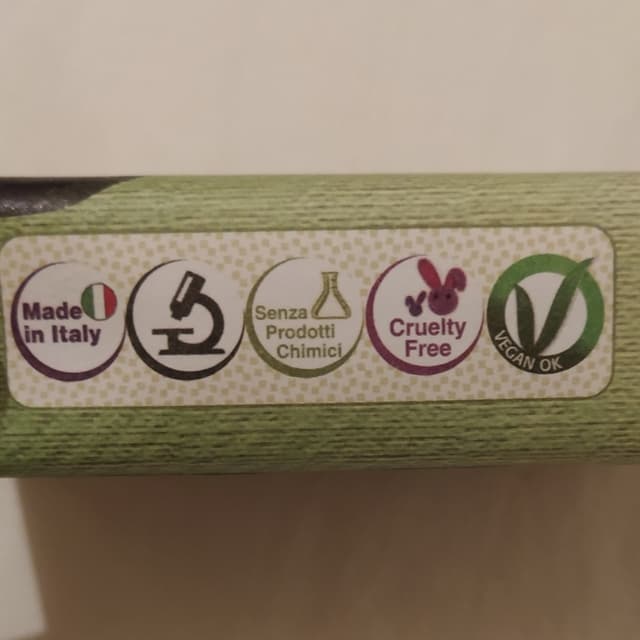 Made
in Italy
Senza
Prodotti
Chimici
Cruelty
Free
VEGAN OK